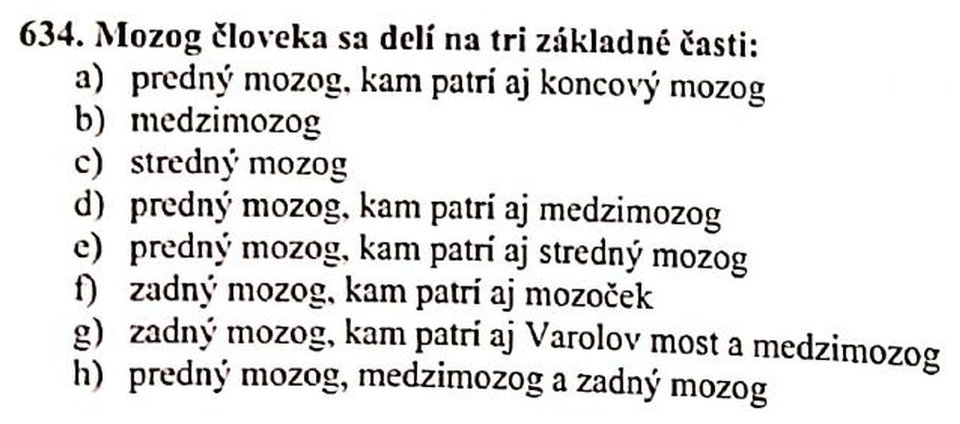 634. Mozog človeka sa delí na tri základné časti:
a) predný mozog, kam patrí aj koncový mozog
b) medzimozog
c) stredný mozog
d) predný mozog, kam patrí aj medzimozog
e) predný mozog, kam patrí aj stredný mozog
f) zadný mozog, kam patrí aj mozoček
g) zadný mozog, kam patrí aj Varolov most a medzimozog
h) predný mozog, medzimozog a zadný mozog